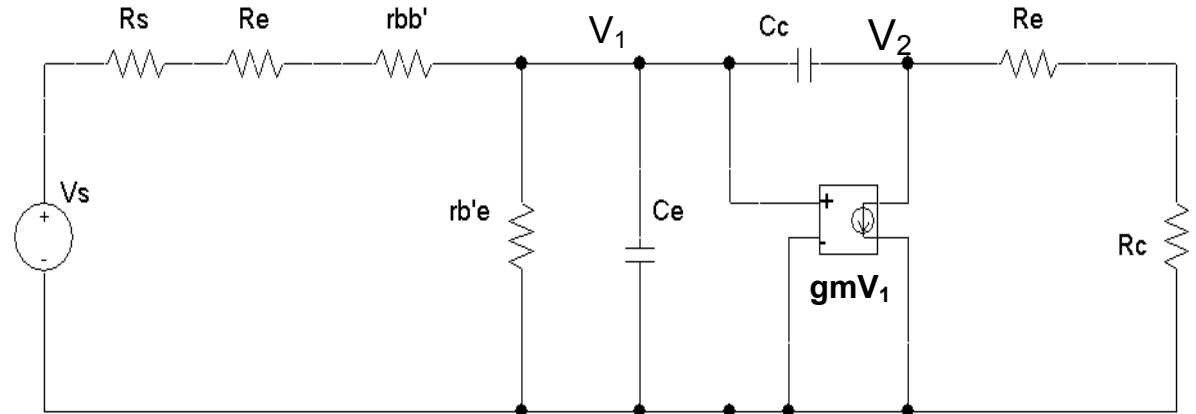 Rs
Re
rbb'
V₁
Cc
V₂
Re
Vs
+
-
rb'e
Ce
+
-
gmV₁
Rc